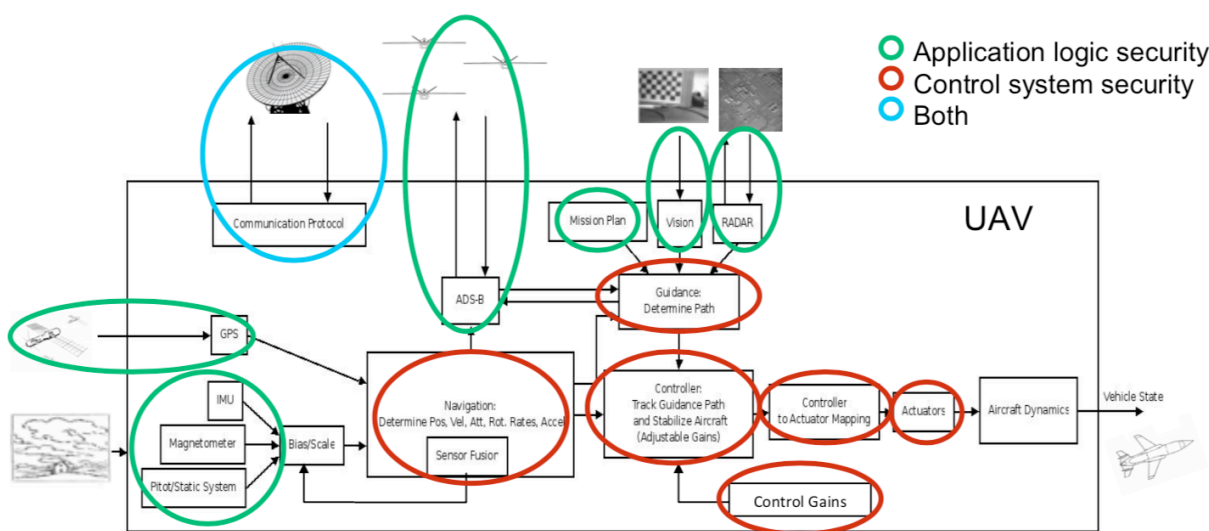 Application logic security
Control system security
Both
UAV
Communication Protocol
Mission Plan
Vision
RADAR
ADS-B
Guidance:
Determine Path
GPS
IMU
Magnetometer
Pitot/Static System
Bias/Scale
Navigation:
Determine Pos, Vel, Att, Rot. Rates, Accel
Sensor Fusion
Controller:
Track Guidance Path
and Stabilize Aircraft
(Adjustable Gains)
Controller
to Actuator Mapping
Actuators
Aircraft Dynamics
Vehicle State
Control Gains